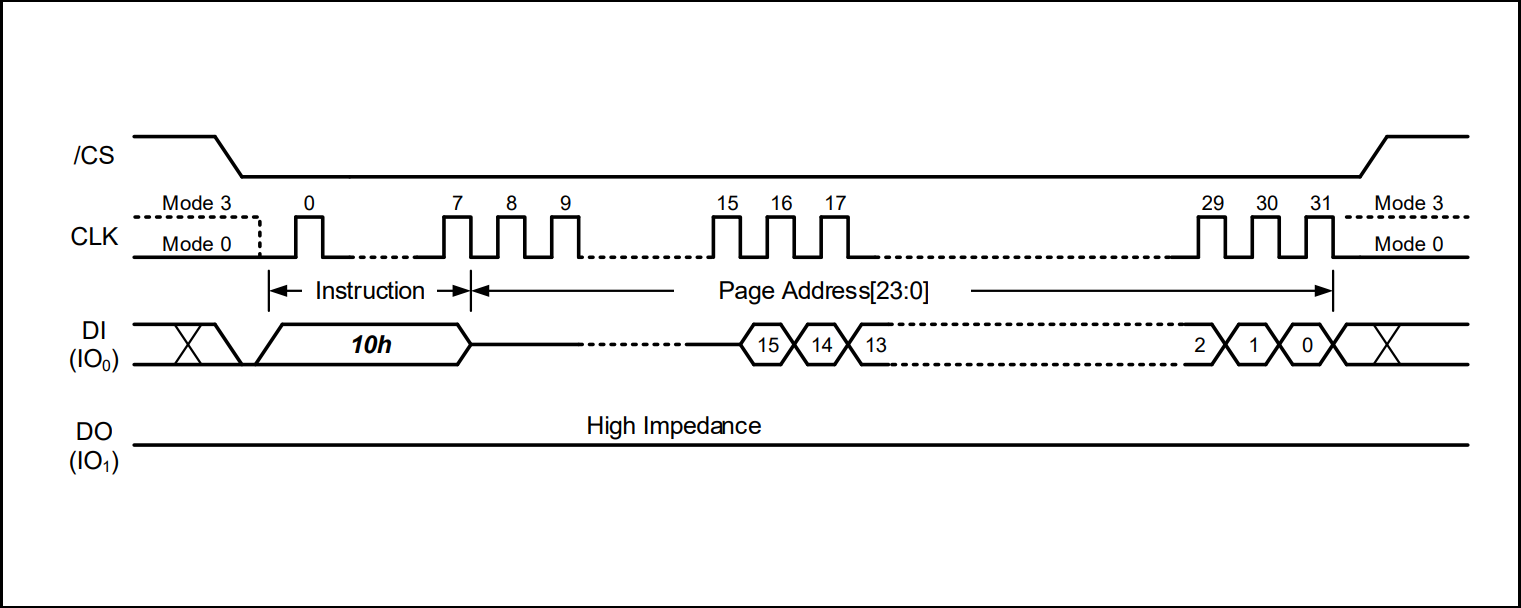 /CS
Mode 3 0 7 8 9 15 16 17 29 30 31 Mode 3
CLK
Mode 0 Mode 0
Instruction Page Address[23:0]
DI
(IO0)
10h 15 14 13 2 1 0
High Impedance
DO
(IO1)